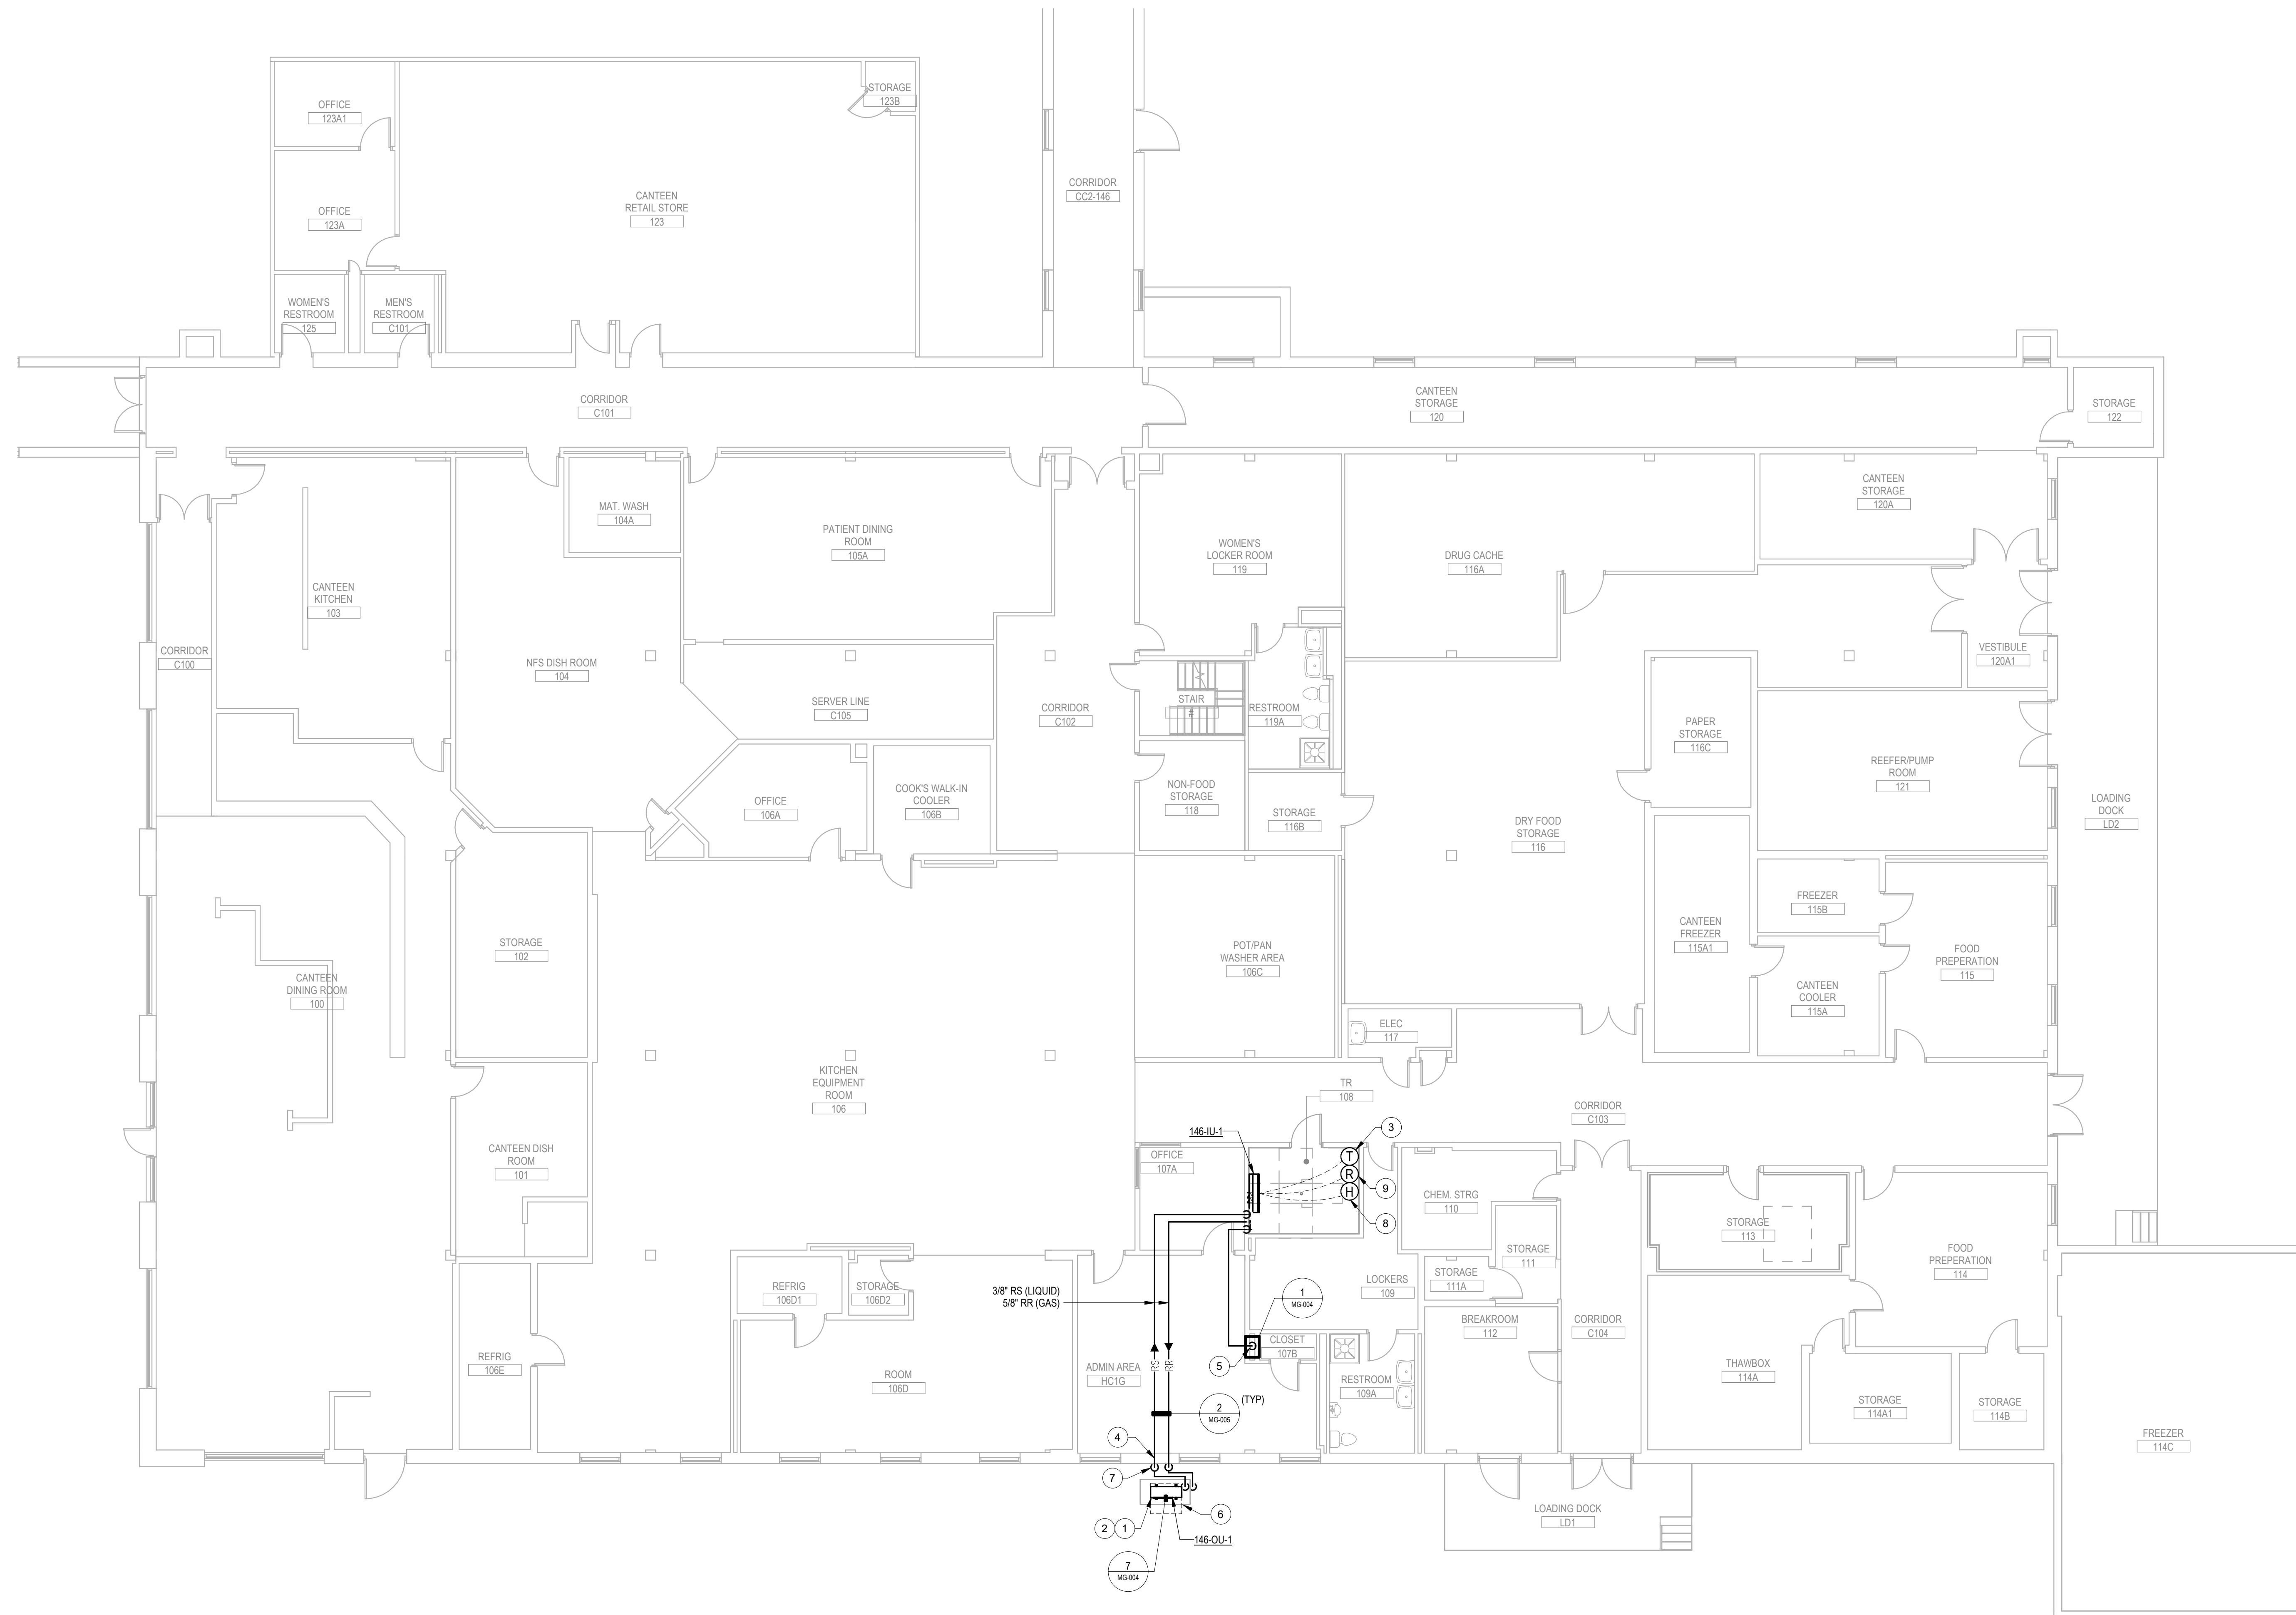 STORAGE
123B
OFFICE
123A1
CANTEEN
RETAIL STORE
123
CORRIDOR
CC2-146
OFFICE
123A
WOMEN'S
RESTROOM
125
MEN'S
RESTROOM
C101
CORRIDOR
C101
CANTEEN
STORAGE
120
STORAGE
122
MAT. WASH
104A
PATIENT DINING
ROOM
105A
WOMEN'S
LOCKER ROOM
119
DRUG CACHE
116A
CANTEEN
STORAGE
120A
CANTEEN
KITCHEN
103
CORRIDOR
C100
NFS DISH ROOM
104
SERVER LINE
C105
CORRIDOR
C102
STAIR
#
RESTROOM
119A
VESTIBULE
120A1
PAPER
STORAGE
116C
REEFER/PUMP
ROOM
121
OFFICE
106A
COOK'S WALK-IN
COOLER
106B
NON-FOOD
STORAGE
118
STORAGE
116B
DRY FOOD
STORAGE
116
LOADING
DOCK
LD2
FREEZER
115B
STORAGE
102
POT/PAN
WASHER AREA
106C
CANTEEN
FREEZER
115A1
FOOD
PREPERATION
115
CANTEEN
DINING ROOM
100
CANTEEN
COOLER
115A
ELEC
117
KITCHEN
EQUIPMENT
ROOM
106
TR
108
CORRIDOR
C103
146-IU-1
3
CANTEEN DISH
ROOM
101
OFFICE
107A
T
R
H
9
8
CHEM. STRG
110
STORAGE
113
STORAGE
111
FOOD
PREPERATION
114
REFRIG
106D1
STORAGE
106D2
3/8" RS (LIQUID)
5/8" RR (GAS)
1
MG-004
LOCKERS
109
STORAGE
111A
BREAKROOM
112
CORRIDOR
C104
REFRIG
106E
ROOM
106D
ADMIN AREA
HC1G
RS
RR
5
CLOSET
107B
RESTROOM
109A
THAWBOX
114A
STORAGE
114A1
STORAGE
114B
2
MG-005
(TYP)
4
7
FREEZER
114C
2
1
6
146-OU-1
LOADING DOCK
LD1
7
MG-004